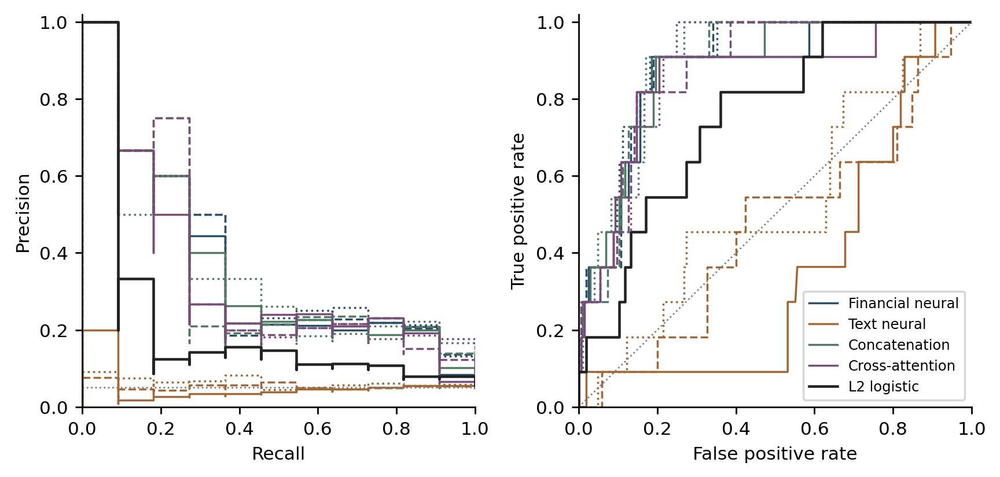 1.0
0.8
0.6
0.4
0.2
0.0
Precision
0.0 0.2 0.4 0.6 0.8 1.0
Recall
1.0
0.8
0.6
0.4
0.2
0.0
True positive rate
0.0 0.2 0.4 0.6 0.8 1.0
False positive rate
Financial neural
Text neural
Concatenation
Cross-attention
L2 logistic